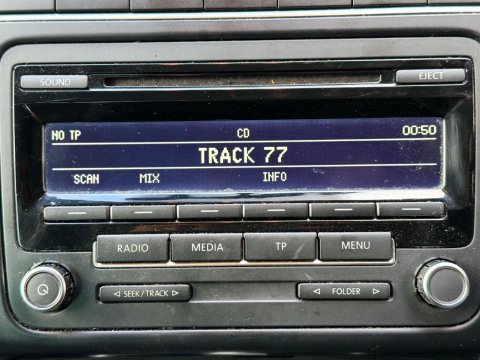 SOUND
EJECT
NO TP CD 00:50
TRACK 77
SCAN MIX INFO
RADIO MEDIA TP MENU
SEEK/TRACK
FOLDER